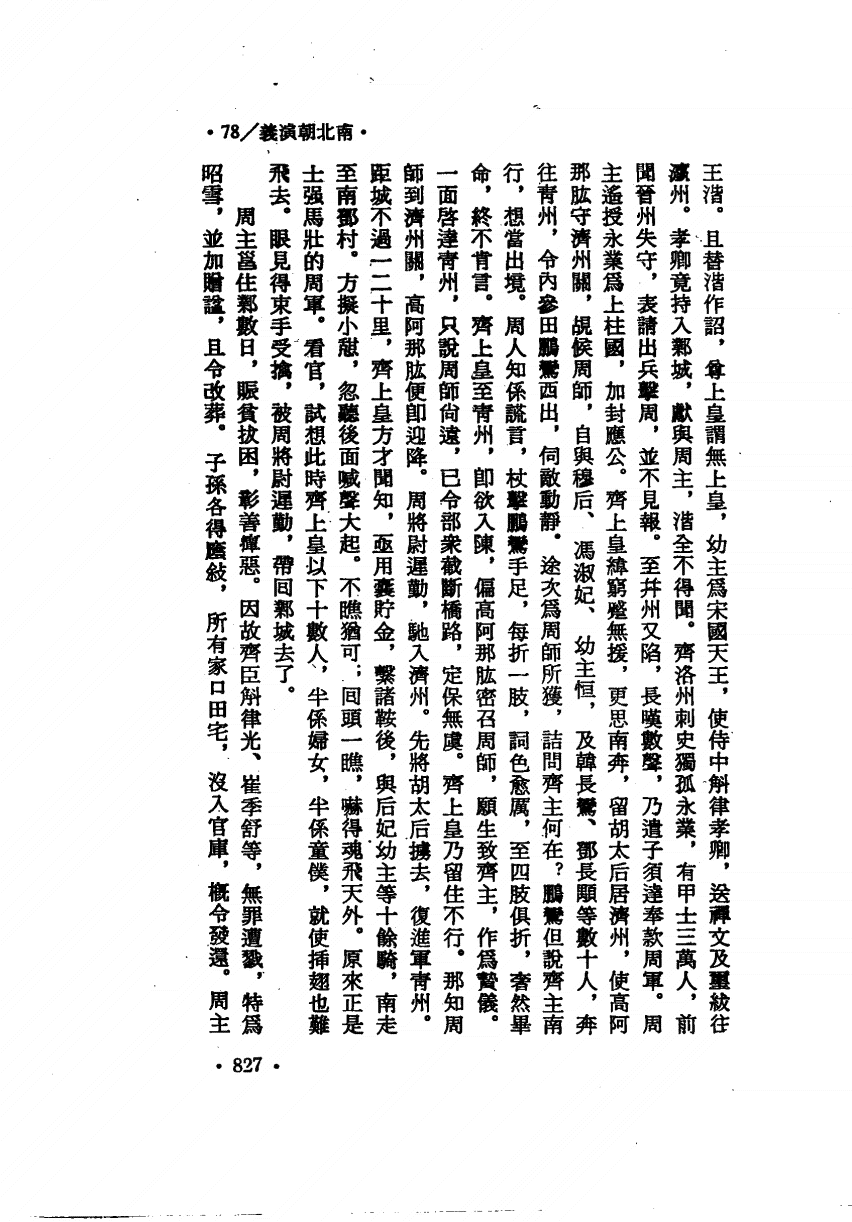 •78/義演朝北南•
王湝。且替湝作詔，尊上皇謂無上皇，幼主爲宋國天王，使侍中斛律孝卿，送禪文及璽紱往
瀛州。孝卿竟持入鄴城，獻與周主，湝全不得聞。齊洛州刺史獨孤永業，有甲士三萬人，前
聞晉州失守，表請出兵擊周，並不見報。至幷州又陷，長嘆數聲，乃遣子須達奉款周軍。周
主遙授永業爲上柱國，加封應公。齊上皇緯窮蹙無援，更思南奔，留胡太后居濟州，使高阿
那肱守濟州關，覘候周師，自與穆后、馮淑妃、幼主恒，及韓長鸞、鄧長顒等數十人，奔
往靑州，令內參田鵬鸞西出，伺敵動靜。途次爲周師所獲，詰問齊主何在？鵬鸞但說齊主南
行，想當出境。周人知係謊言，杖擊鵬鸞手足，每折一肢，詞色愈厲，至四肢俱折，奢然畢
命，終不肯言。齊上皇至靑州，卽欲入陳，偏高阿那肱密召周師，願生致齊主，作爲贄儀。
一面啓達靑州，只說周師尙遠，已令部衆截斷橋路，定保無虞。齊上皇乃留住不行。那知周
師到濟州關，高阿那肱便卽迎降。周將尉遲勤，馳入濟州。先將胡太后擄去，復進軍靑州。
距城不過一二十里，齊上皇方才聞知，亟用囊貯金，繫諸鞍後，與后妃幼主等十餘騎，南走
至南鄧村。方擬小憩，忽聽後面喊聲大起。不瞧猶可；回頭一瞧，嚇得魂飛天外。原來正是
士强馬壯的周軍。看官，試想此時齊上皇以下十數人，半係婦女，半係童僕，就使揷翅也難
飛去。眼見得束手受擒，被周將尉遲勤，帶回鄴城去了。
周主邕住鄴數日，賑貧拔困，彰善癉惡。因故齊臣斛律光、崔季舒等，無罪遭戮，特爲
昭雪，並加贈諡，且令改葬。子孫各得廕敍，所有家口田宅，沒入官庫，槪令發還。周主
•827•